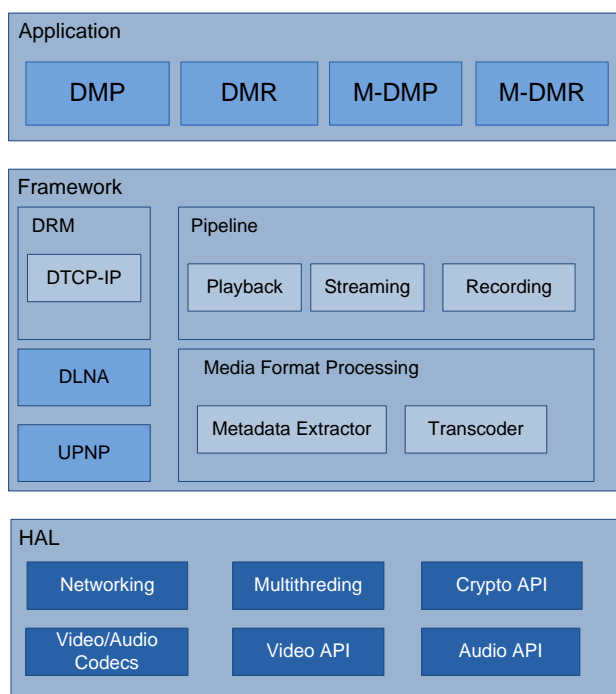 Application
DMP
DMR
M-DMP
M-DMR
Framework
DRM
DTCP-IP
Pipeline
Playback
Streaming
Recording
DLNA
UPNP
Media Format Processing
Metadata Extractor
Transcoder
HAL
Networking
Multithreding
Crypto API
Video/Audio
Codecs
Video API
Audio API